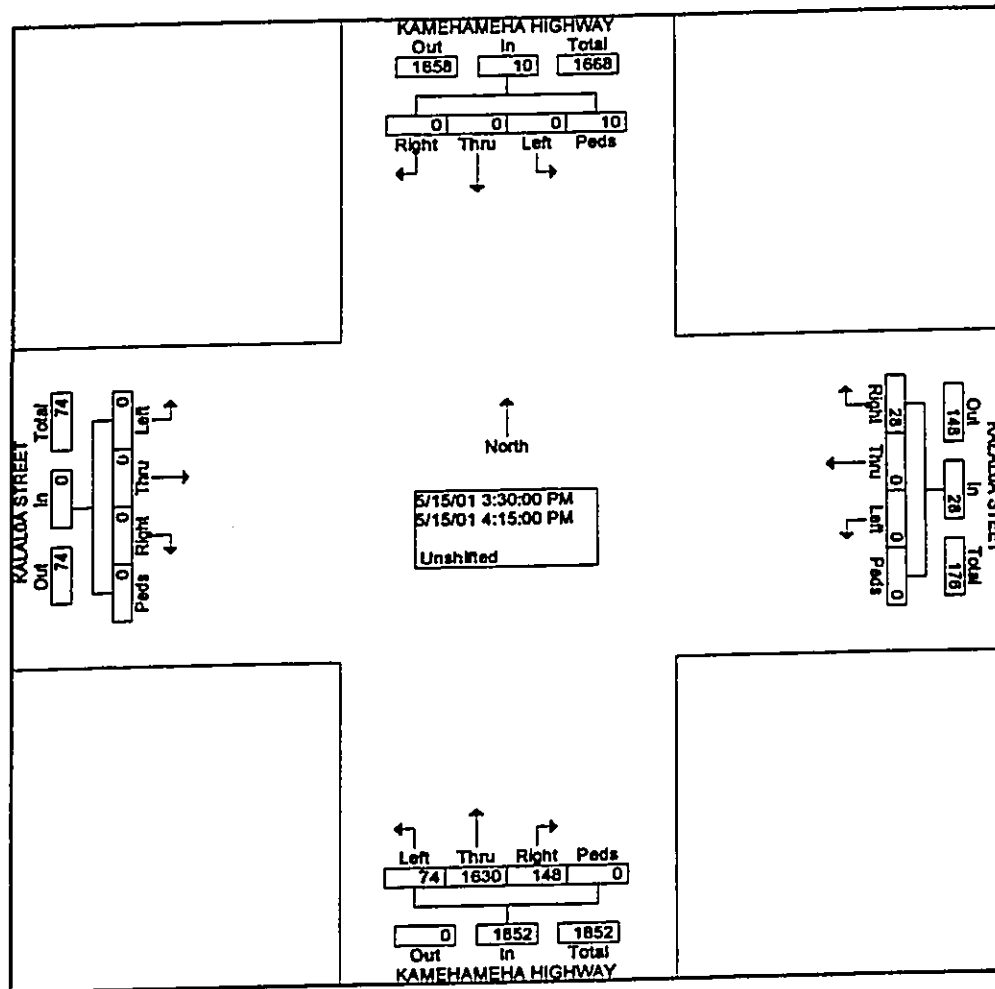 KAMEHAMEHA HIGHWAY
Out In Total
1658 10 1668
0 0 0 10
Right Thru Left Peds
KALALOA STREET
Total In Out
74 0 74
0 0 0 0
Left Thru Right Peds
North
5/15/01 3:30:00 PM
5/15/01 4:15:00 PM
Unshifted
Right Thru Left Peds
28 0 0 0
Out In Total
148 28 176
Left Thru Right Peds
74 1630 148 0
0 1852 1852
Out In Total
KAMEHAMEHA HIGHWAY